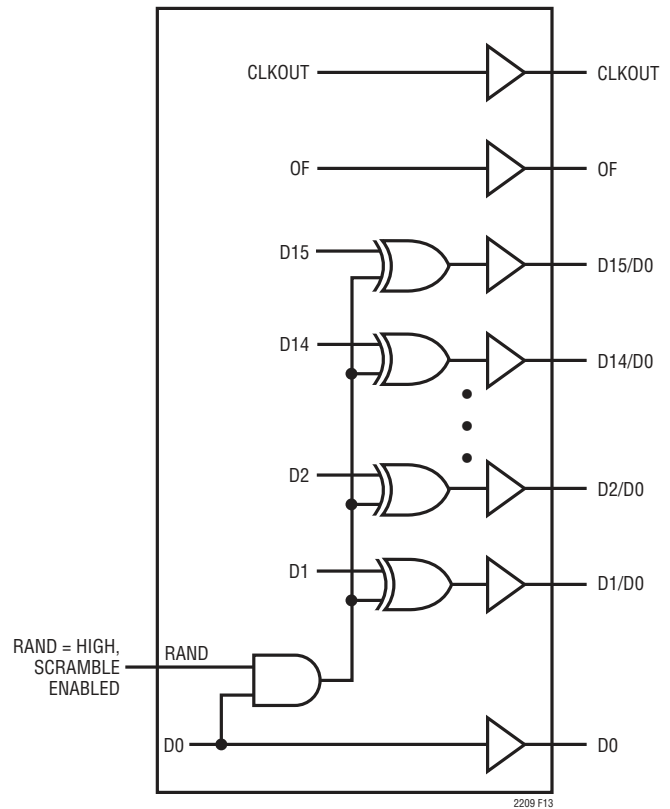 CLKOUT
CLKOUT
OF
OF
D15
D15/D0
D14
D14/D0
D2
D2/D0
D1
D1/D0
RAND = HIGH,
SCRAMBLE
ENABLED
RAND
D0
D0
2209 F13